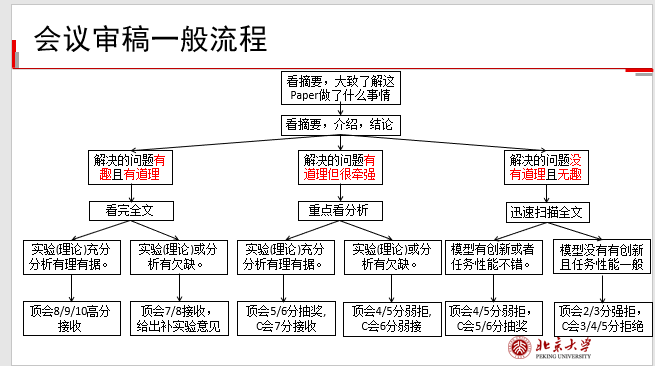 会议审稿一般流程
看摘要，大致了解这
Paper做了什么事情
看摘要，介绍，结论
解决的问题有
趣且有道理
解决的问题有
道理但很牵强
解决的问题没
有道理且无趣
看完全文
重点看分析
迅速扫描全文
实验(理论)充分
分析有理有据。
实验(理论)或分
析有欠缺。
实验(理论)充分
分析有理有据。
实验(理论)或分
析有欠缺。
模型有创新或者
任务性能不错。
模型没有有创新
且任务性能一般
顶会8/9/10高分
接收
顶会7/8接收，
给出补实验意见
顶会5/6分抽奖,
C会7分接收
顶会4/5分弱拒,
C会6分弱接
顶会4/5分弱拒，
C会5/6分抽奖
顶会2/3分强拒，
C会3/4/5分拒绝
北京大学
PEKING UNIVERSITY